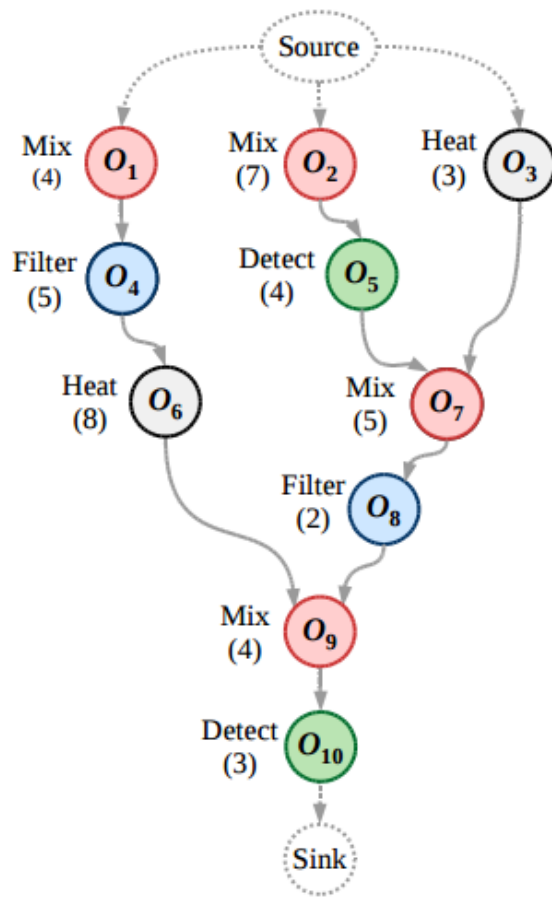 Source
Mix
(4)
O1
Mix
(7)
O2
Heat
(3)
O3
Filter
(5)
O4
Detect
(4)
O5
Heat
(8)
O6
Mix
(5)
O7
Filter
(2)
O8
Mix
(4)
O9
Detect
(3)
O10
Sink